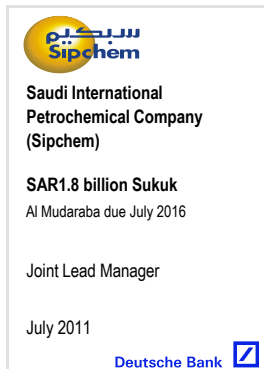 سبكيم
Sipchem
Saudi International
Petrochemical Company
(Sipchem)
SAR1.8 billion Sukuk
Al Mudaraba due July 2016
Joint Lead Manager
July 2011
Deutsche Bank